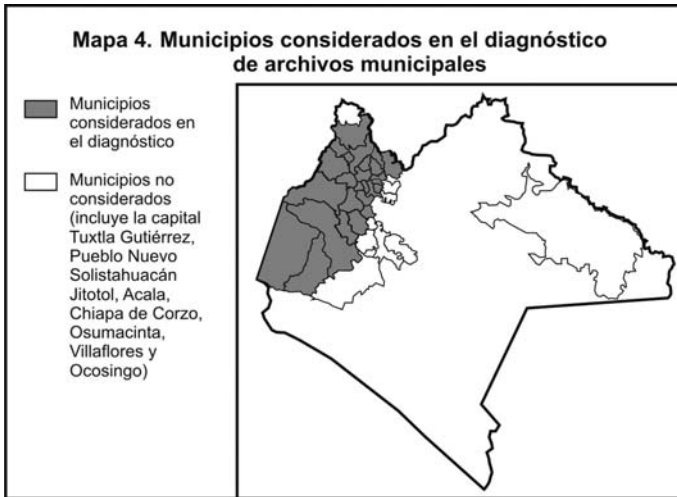 Mapa 4. Municipios considerados en el diagnóstico
de archivos municipales
Municipios
considerados en
el diagnóstico
Municipios no
considerados
(incluye la capital
Tuxtla Gutiérrez,
Pueblo Nuevo
Solistahuacán
Jitotol, Acala,
Chiapa de Corzo,
Osumacinta,
Villaflores y
Ocosingo)